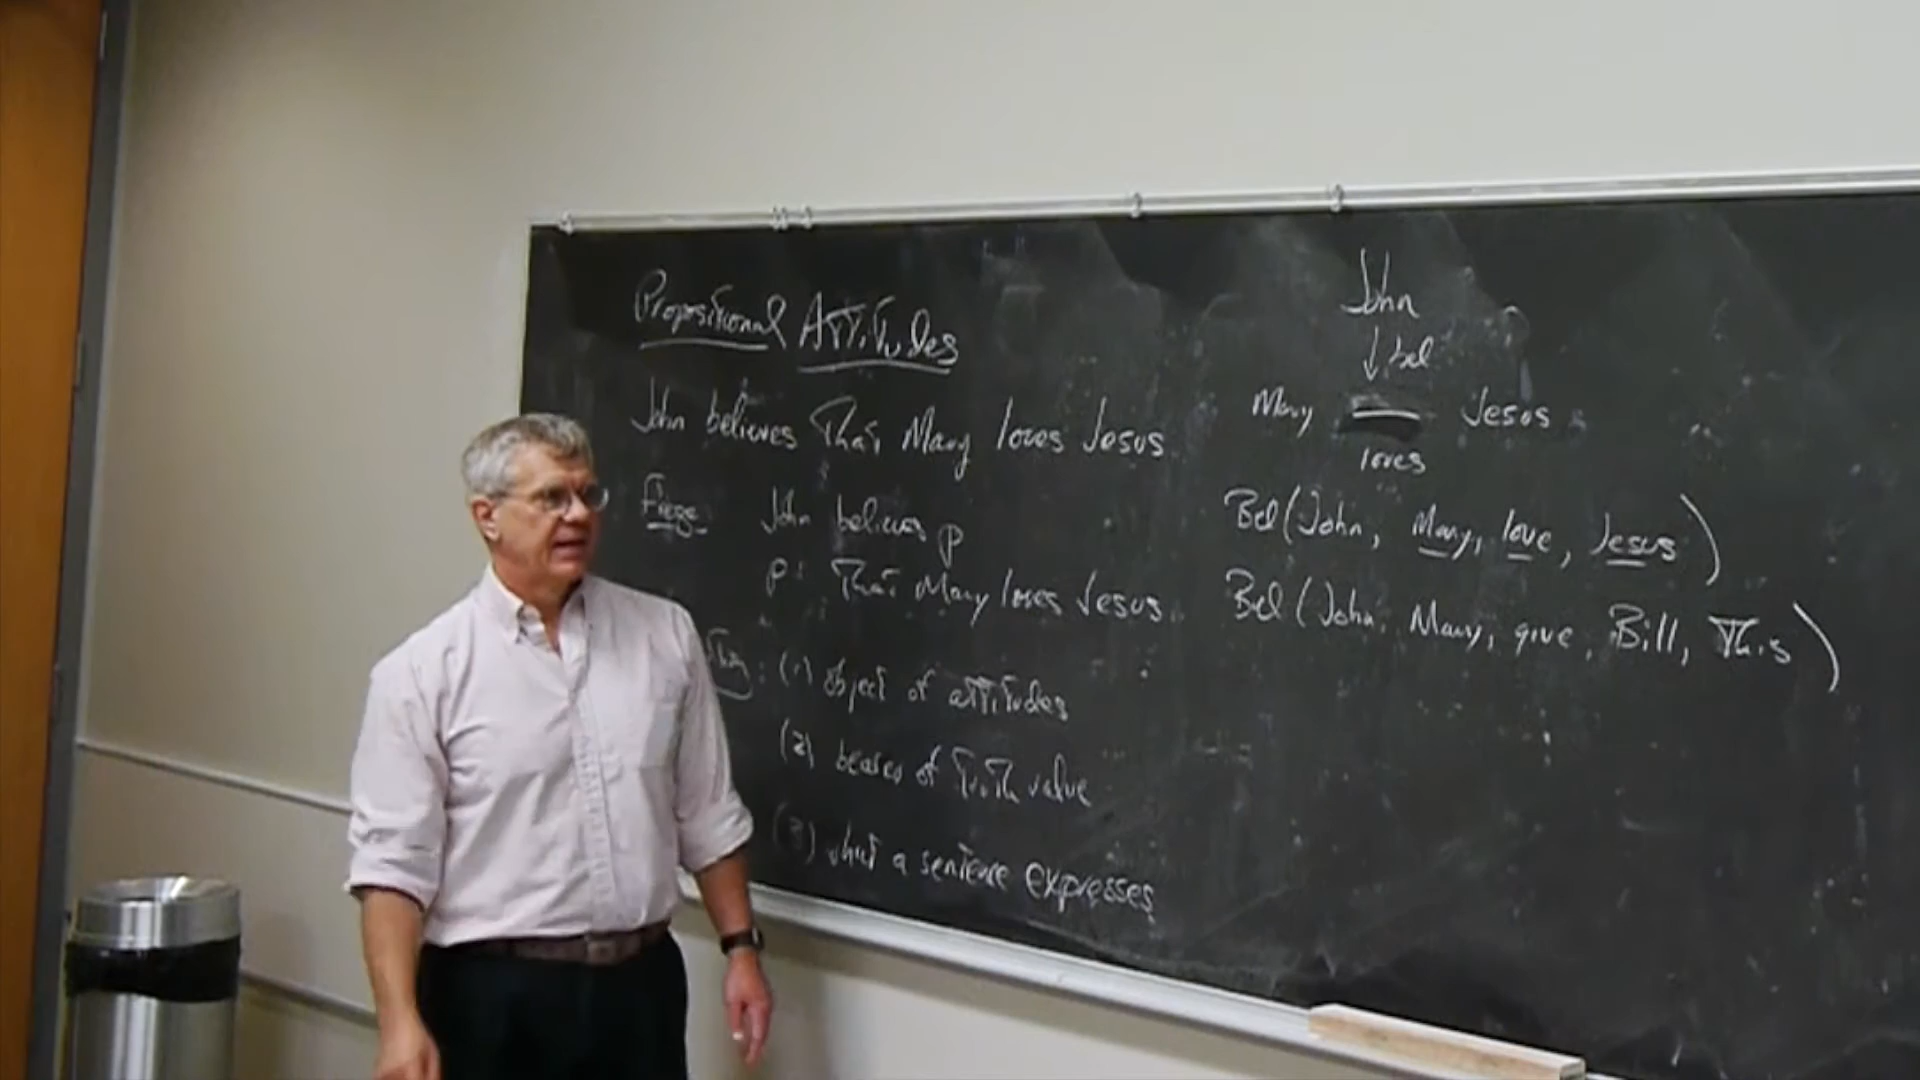 Propositional Attitudes
John believes That Mary loves Jesus
Frege John believes p
p: That Mary loves Jesus
(1) object of attitudes
(2) bearers of Truth value
(3) what a sentence expresses
John
bel
Mary Jesus
loves
Bel (John, Mary, love, Jesus)
Bel (John, Mary, give, Bill, This)